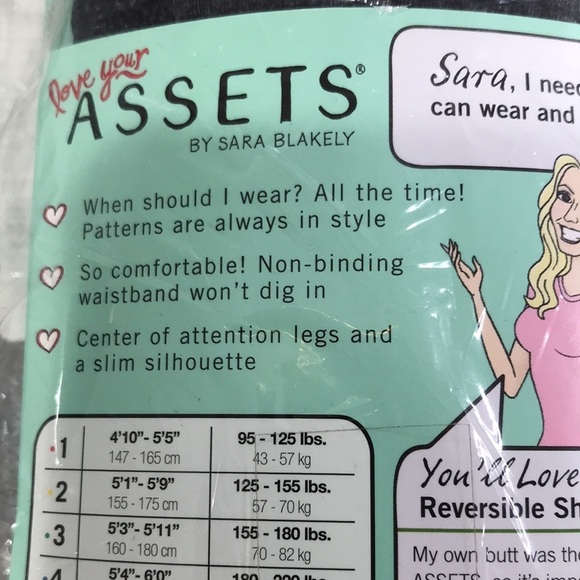 love your
ASSETS®
BY SARA BLAKELY
Sara, I need
can wear and
When should I wear? All the time!
Patterns are always in style
So comfortable! Non-binding
waistband won't dig in
Center of attention legs and
a slim silhouette
1 4'10"- 5'5" 95 - 125 lbs.
147 - 165 cm 43 - 57 kg
2 5'1"- 5'9" 125 - 155 lbs.
155 - 175 cm 57 - 70 kg
3 5'3"- 5'11" 155 - 180 lbs.
160 - 180 cm 70 - 82 kg
4 5'4"- 6'0" 180 - 200 lbs.
You'll Love
Reversible
My own butt was the
ASSETS